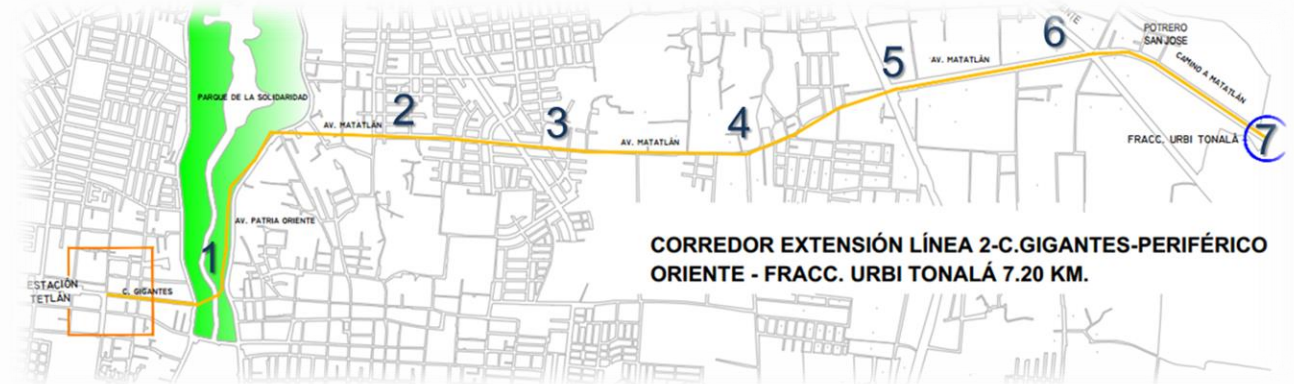 6
NTE
POTRERO
SAN JOSE
5
AV. MATATLÁN
CAMINO A MATATLÁN
PARQUE DE LA SOLIDARIDAD
2
AV. MATATLÁN
3
4
AV. MATATLÁN
FRACC. URBI TONALÁ
7
AV. PATRIA ORIENTE
1
CORREDOR EXTENSIÓN LÍNEA 2-C.GIGANTES-PERIFÉRICO
ORIENTE - FRACC. URBI TONALÁ 7.20 KM.
ESTACIÓN
TETLÁN
C. GIGANTES